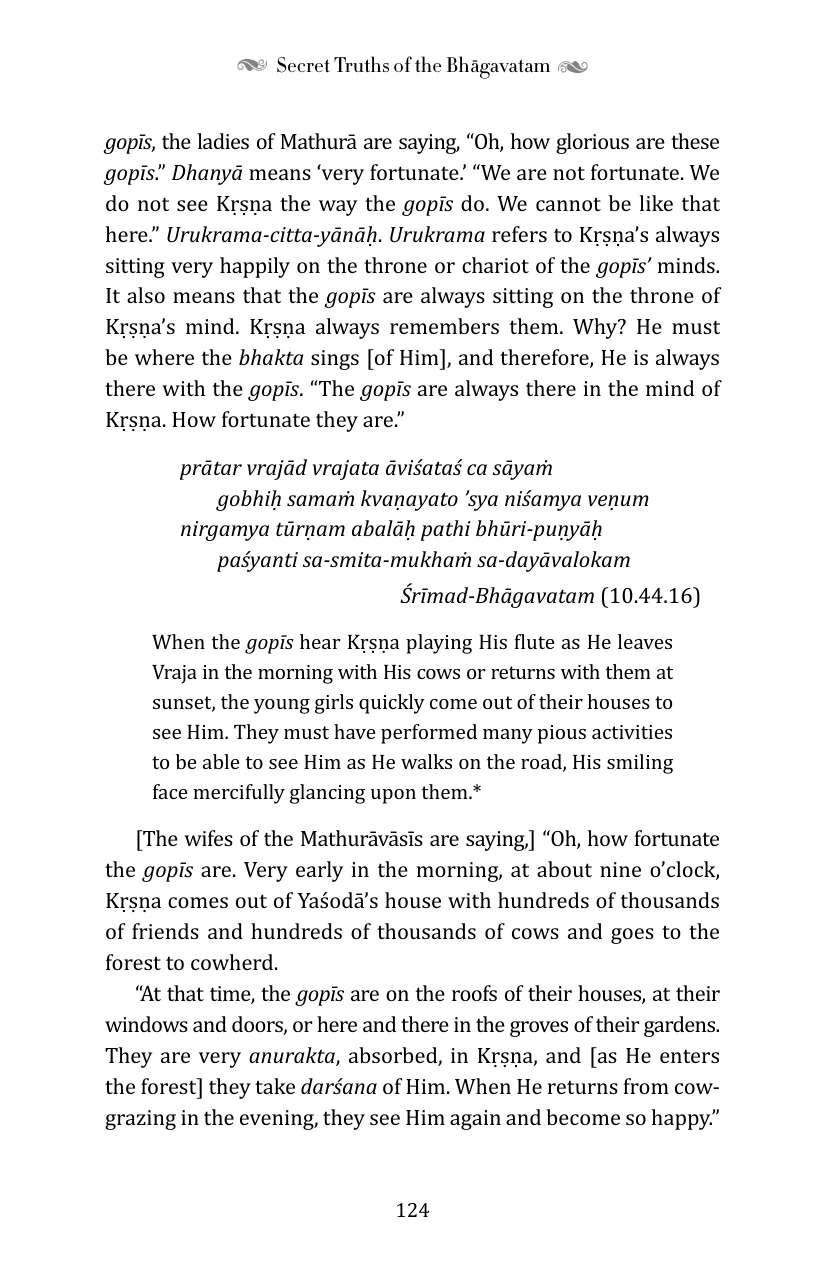 Secret Truths of the Bhāgavatam
gopīs, the ladies of Mathurā are saying, “Oh, how glorious are these
gopīs.” Dhanyā means ‘very fortunate.’ “We are not fortunate. We
do not see Kṛṣṇa the way the gopīs do. We cannot be like that
here.” Urukrama-citta-yānāḥ. Urukrama refers to Kṛṣṇa’s always
sitting very happily on the throne or chariot of the gopīs’ minds.
It also means that the gopīs are always sitting on the throne of
Kṛṣṇa’s mind. Kṛṣṇa always remembers them. Why? He must
be where the bhakta sings [of Him], and therefore, He is always
there with the gopīs. “The gopīs are always there in the mind of
Kṛṣṇa. How fortunate they are.”
prātar vrajād vrajata āviśataś ca sāyaṁ
gobhiḥ samaṁ kvaṇayato ’sya niśamya veṇum
nirgamya tūrṇam abalāḥ pathi bhūri-puṇyāḥ
paśyanti sa-smita-mukhaṁ sa-dayāvalokam
Śrīmad-Bhāgavatam (10.44.16)
When the gopīs hear Kṛṣṇa playing His flute as He leaves
Vraja in the morning with His cows or returns with them at
sunset, the young girls quickly come out of their houses to
see Him. They must have performed many pious activities
to be able to see Him as He walks on the road, His smiling
face mercifully glancing upon them.*
[The wifes of the Mathurāvāsīs are saying,] “Oh, how fortunate
the gopīs are. Very early in the morning, at about nine o’clock,
Kṛṣṇa comes out of Yaśodā’s house with hundreds of thousands
of friends and hundreds of thousands of cows and goes to the
forest to cowherd.
“At that time, the gopīs are on the roofs of their houses, at their
windows and doors, or here and there in the groves of their gardens.
They are very anurakta, absorbed, in Kṛṣṇa, and [as He enters
the forest] they take darśana of Him. When He returns from cow-
grazing in the evening, they see Him again and become so happy.”
124